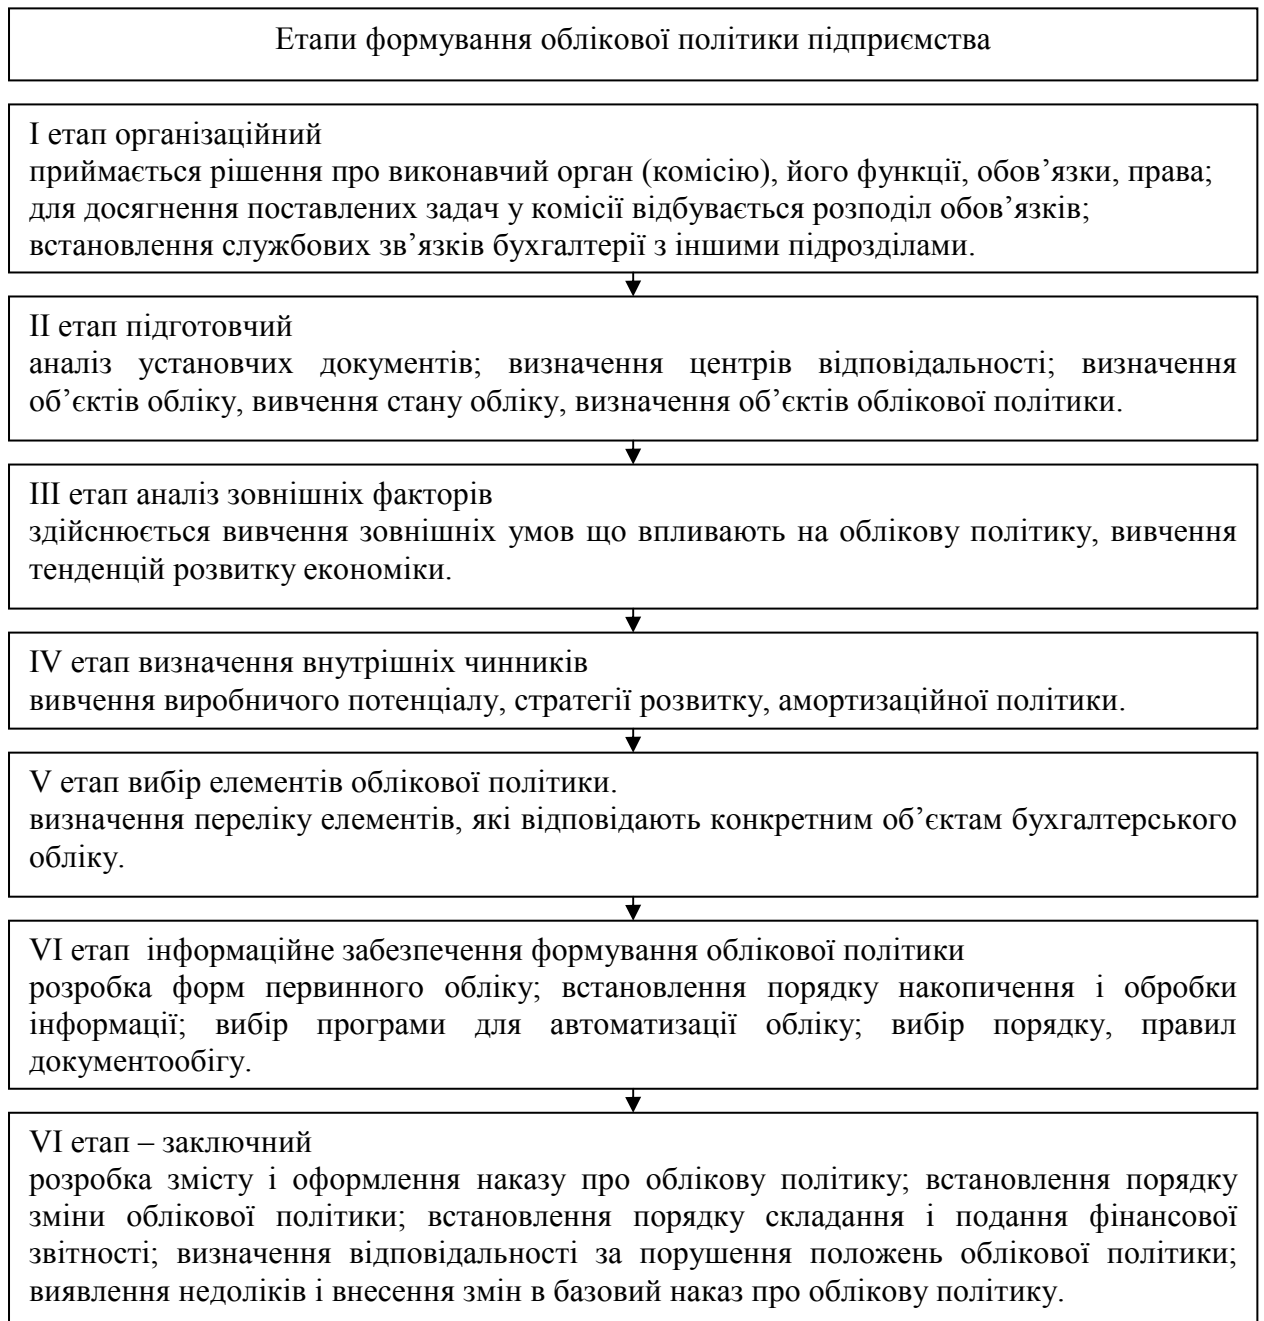 Етапи формування облікової політики підприємства
І етап організаційний
приймається рішення про виконавчий орган (комісію), його функції, обов’язки, права;
для досягнення поставлених задач у комісії відбувається розподіл обов’язків;
встановлення службових зв’язків бухгалтерії з іншими підрозділами.
ІІ етап підготовчий
аналіз установчих документів; визначення центрів відповідальності; визначення
об’єктів обліку, вивчення стану обліку, визначення об’єктів облікової політики.
ІІІ етап аналіз зовнішніх факторів
здійснюється вивчення зовнішніх умов що впливають на облікову політику, вивчення
тенденцій розвитку економіки.
IV етап визначення внутрішніх чинників
вивчення виробничого потенціалу, стратегії розвитку, амортизаційної політики.
V етап вибір елементів облікової політики.
визначення переліку елементів, які відповідають конкретним об’єктам бухгалтерського
обліку.
VI етап інформаційне забезпечення формування облікової політики
розробка форм первинного обліку; встановлення порядку накопичення і обробки
інформації; вибір програми для автоматизації обліку; вибір порядку, правил
документообігу.
VI етап – заключний
розробка змісту і оформлення наказу про облікову політику; встановлення порядку
зміни облікової політики; встановлення порядку складання і подання фінансової
звітності; визначення відповідальності за порушення положень облікової політики;
виявлення недоліків і внесення змін в базовий наказ про облікову політику.